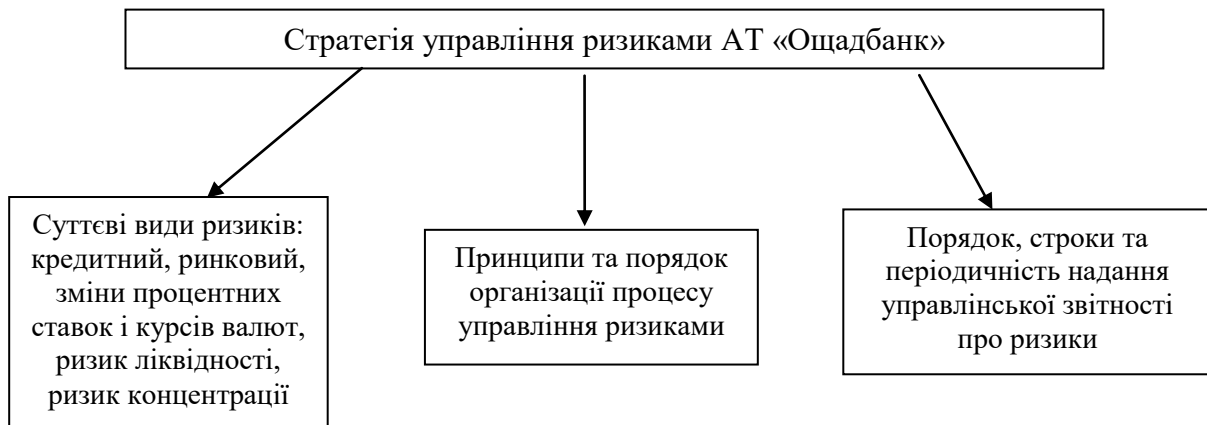 Стратегія управління ризиками АТ «Ощадбанк»
Суттєві види ризиків:
кредитний, ринковий,
зміни процентних
ставок і курсів валют,
ризик ліквідності,
ризик концентрації
Принципи та порядок
організації процесу
управління ризиками
Порядок, строки та
періодичність надання
управлінської звітності
про ризики